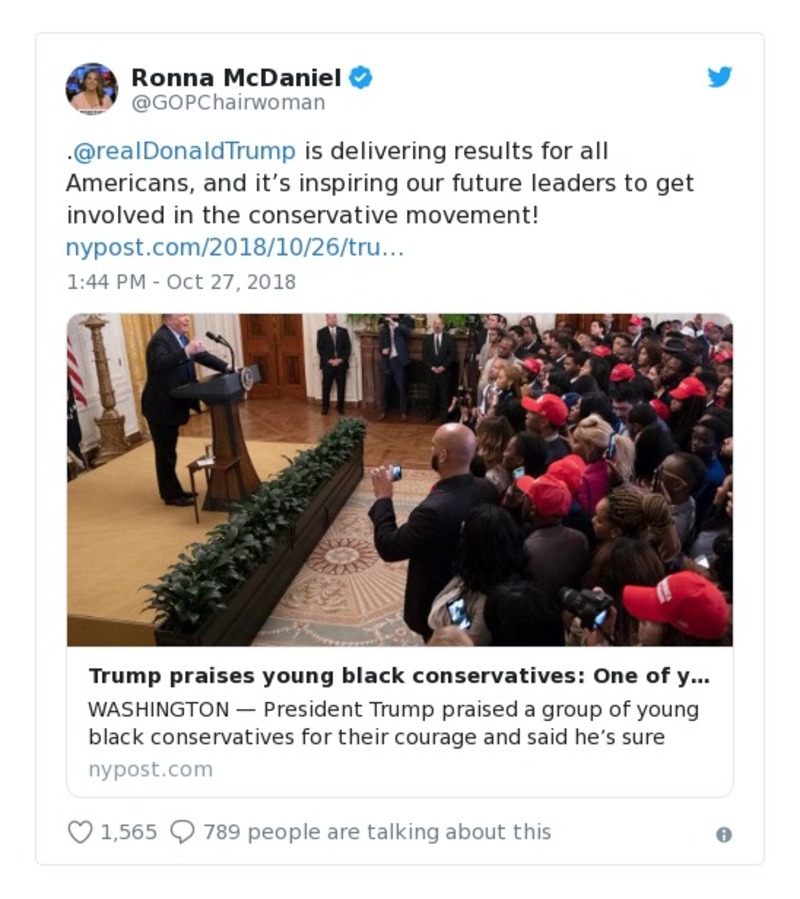 Ronna McDaniel
@GOPChairwoman
.@realDonaldTrump is delivering results for all
Americans, and it’s inspiring our future leaders to get
involved in the conservative movement!
nypost.com/2018/10/26/tru…
1:44 PM - Oct 27, 2018
Trump praises young black conservatives: One of y…
WASHINGTON — President Trump praised a group of young
black conservatives for their courage and said he’s sure
nypost.com
1,565 789 people are talking about this